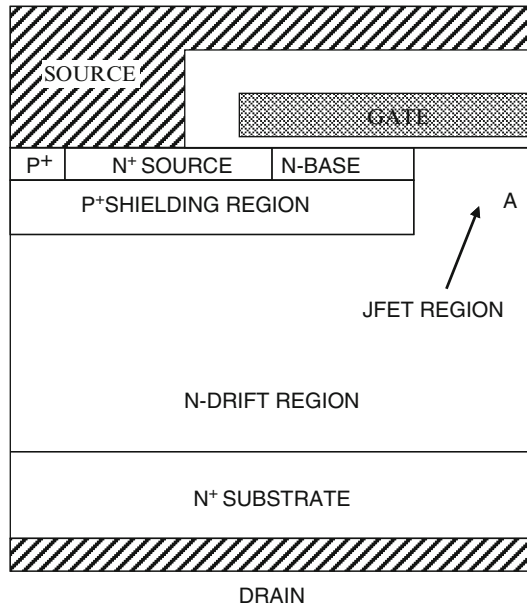 SOURCE
GATE
P+ N+ SOURCE N-BASE
P+SHIELDING REGION
A
JFET REGION
N-DRIFT REGION
N+ SUBSTRATE
DRAIN